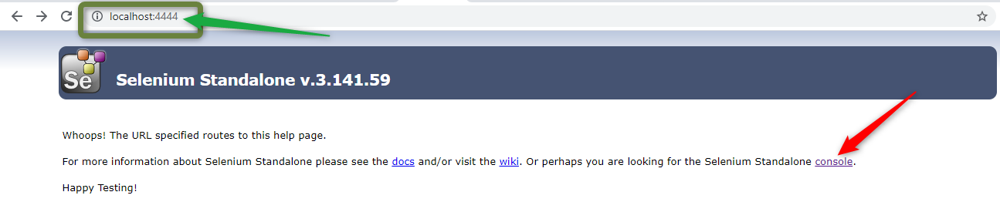 localhost:4444
Se
Selenium Standalone v.3.141.59
Whoops! The URL specified routes to this help page.
For more information about Selenium Standalone please see the docs and/or visit the wiki. Or perhaps you are looking for the Selenium Standalone console.
Happy Testing!